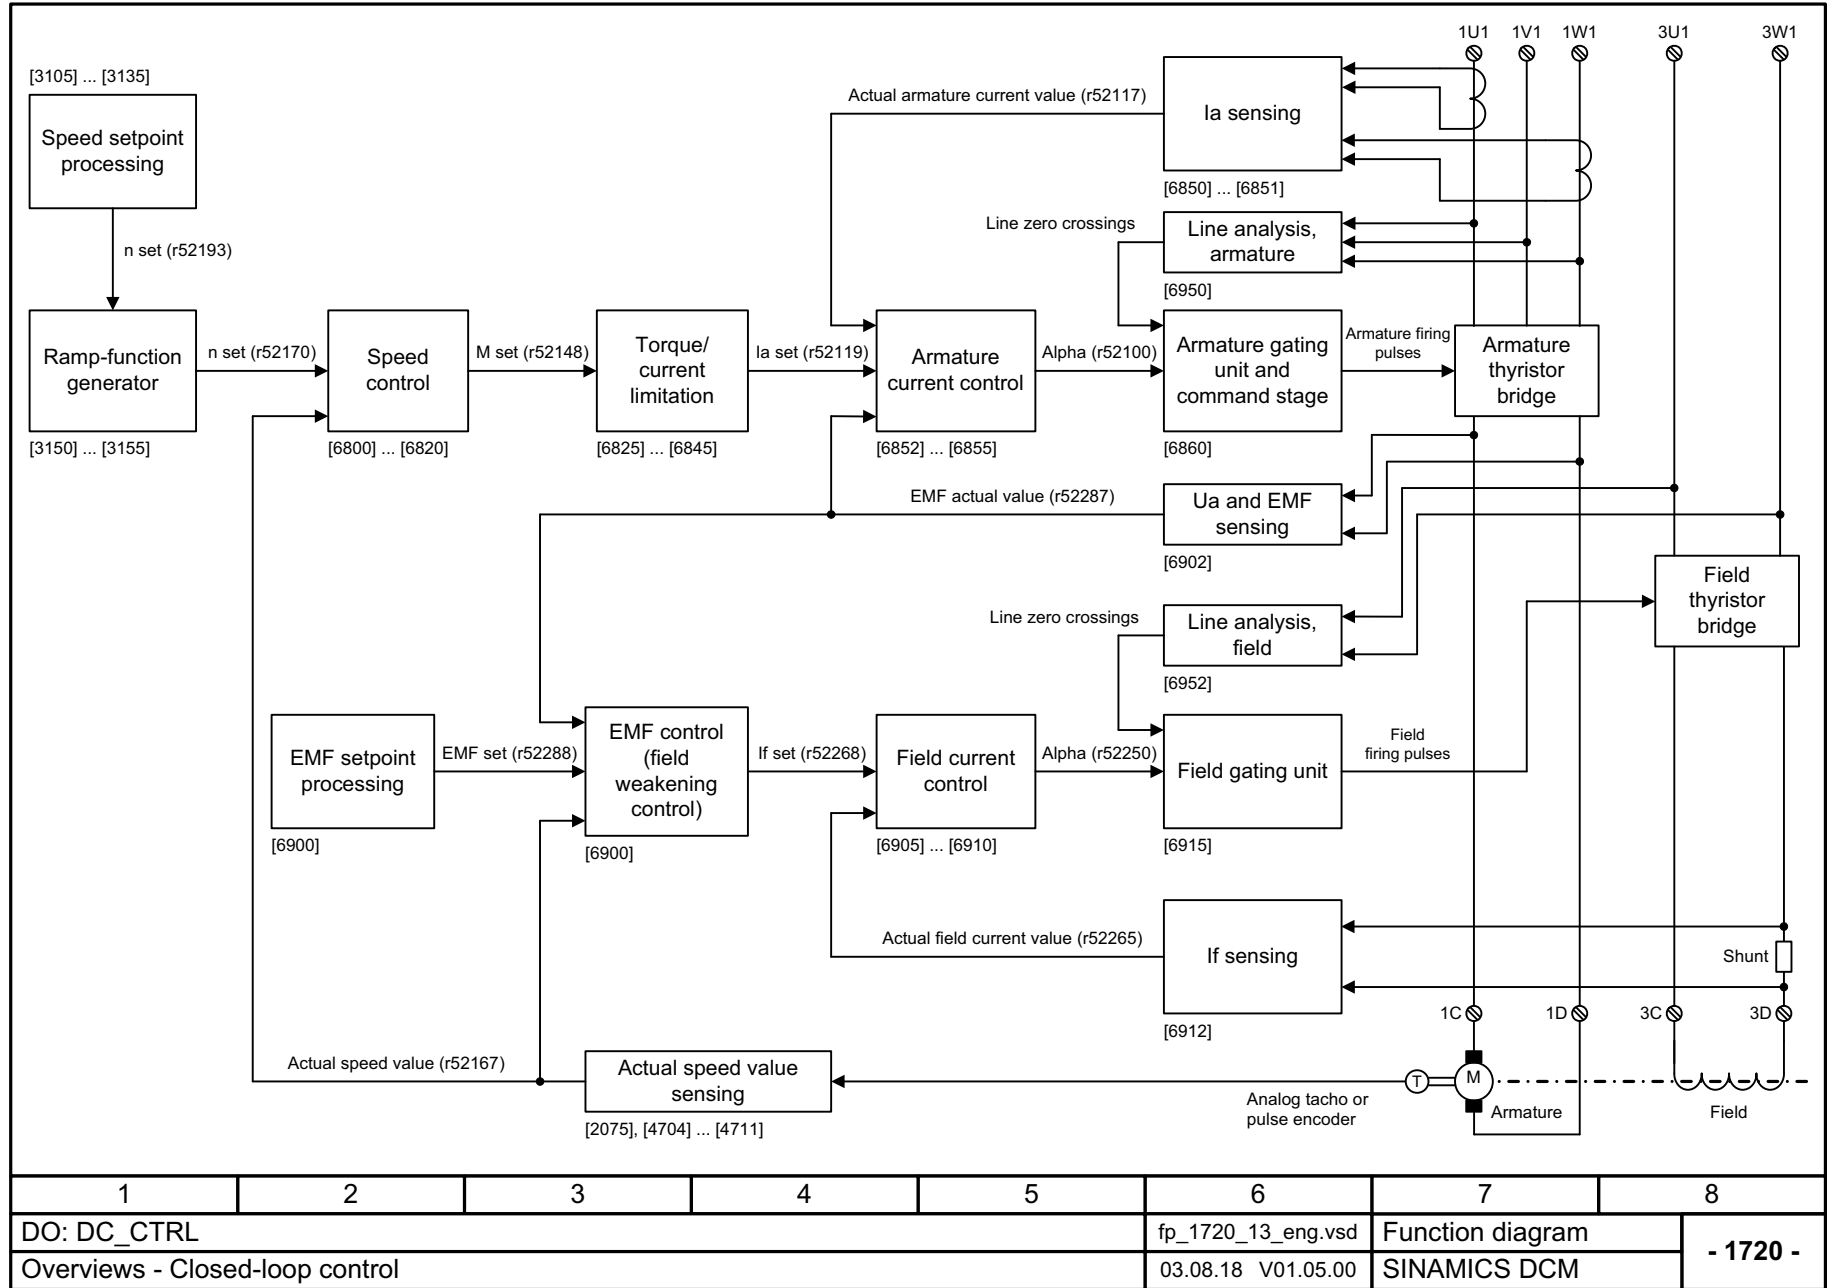 1U1 1V1 1W1 3U1 3W1
[3105] ... [3135]
Speed setpoint
processing
Actual armature current value (r52117)
Ia sensing
[6850] ... [6851]
n set (r52193)
Line zero crossings
Line analysis,
armature
[6950]
Ramp-function
generator
[3150] ... [3155]
n set (r52170)
Speed
control
[6800] ... [6820]
M set (r52148)
Torque/
current
limitation
[6825] ... [6845]
Ia set (r52119)
Armature
current control
[6852] ... [6855]
Alpha (r52100)
Armature gating
unit and
command stage
[6860]
Armature firing
pulses
Armature
thyristor
bridge
EMF actual value (r52287)
Ua and EMF
sensing
[6902]
Field
thyristor
bridge
Line zero crossings
Line analysis,
field
[6952]
EMF setpoint
processing
[6900]
EMF set (r52288)
EMF control
(field
weakening
control)
[6900]
If set (r52268)
Field current
control
[6905] ... [6910]
Alpha (r52250)
Field gating unit
[6915]
Field
firing pulses
Actual field current value (r52265)
If sensing
[6912]
Shunt
1C 1D 3C 3D
Actual speed value (r52167)
Actual speed value
sensing
[2075], [4704] ... [4711]
Analog tacho or
pulse encoder
T
M
Armature
Field
1 2 3 4 5 6 7 8
DO: DC_CTRL
fp_1720_13_eng.vsd
Function diagram
- 1720 -
Overviews - Closed-loop control
03.08.18 V01.05.00
SINAMICS DCM